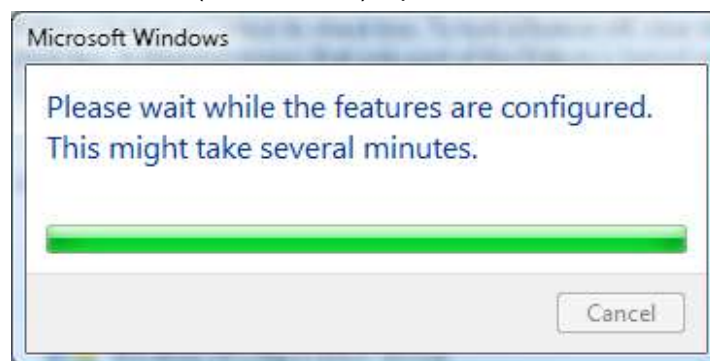 Microsoft Windows
Please wait while the features are configured.
This might take several minutes.
Cancel